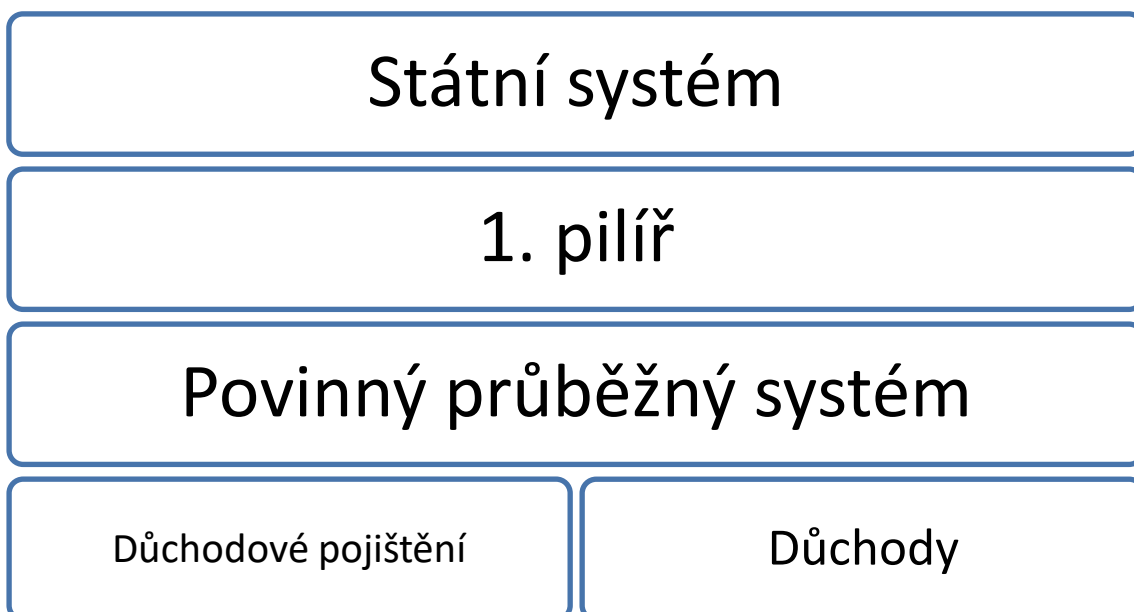 Státní systém
1. pilíř
Povinný průběžný systém
Důchodové pojištění
Důchody